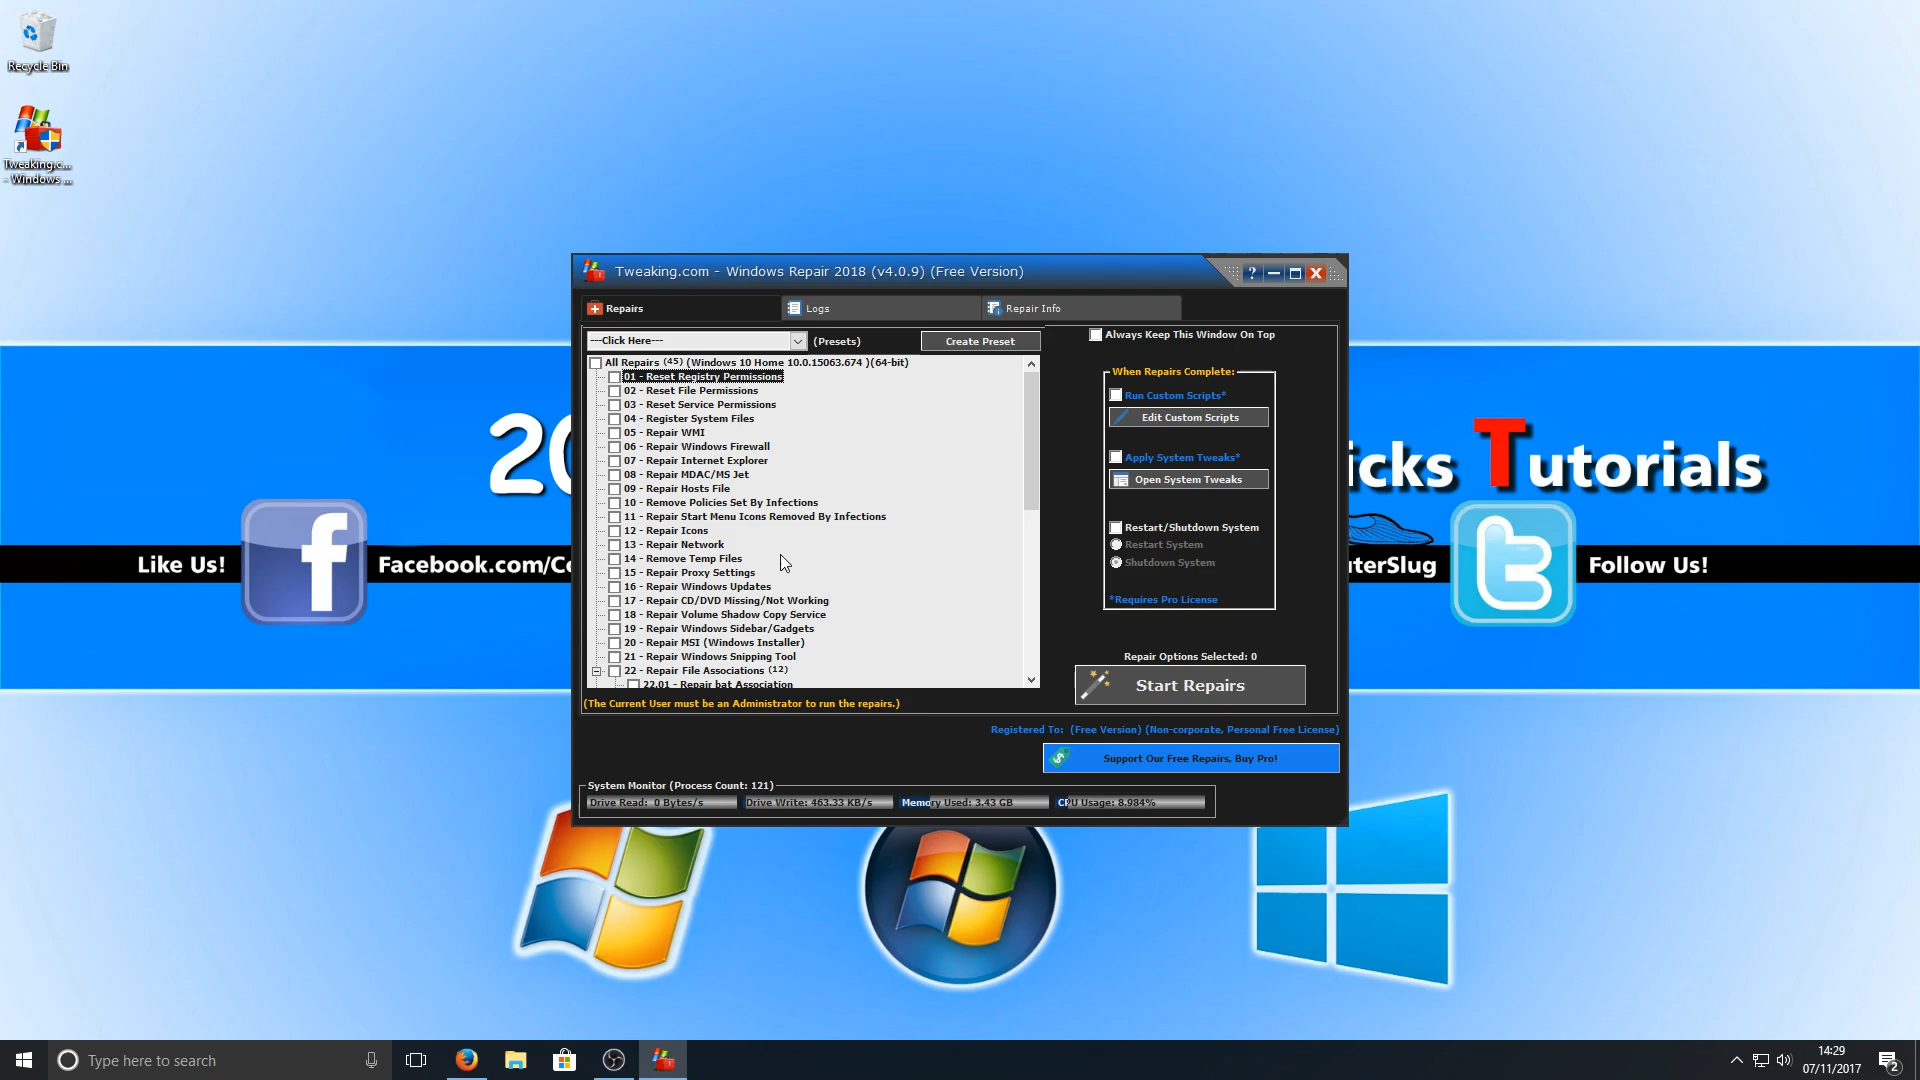 Recycle Bin
Tweaking.c...
- Windows ...
Tweaking.com - Windows Repair 2018 (v4.0.9) (Free Version)
?
Repairs
Logs
Repair Info
---Click Here---
(Presets)
Create Preset
Always Keep This Window On Top
All Repairs (45) (Windows 10 Home 10.0.15063.674 )(64-bit)
01 - Reset Registry Permissions
02 - Reset File Permissions
03 - Reset Service Permissions
04 - Register System Files
05 - Repair WMI
06 - Repair Windows Firewall
07 - Repair Internet Explorer
08 - Repair MDAC/MS Jet
09 - Repair Hosts File
10 - Remove Policies Set By Infections
11 - Repair Start Menu Icons Removed By Infections
12 - Repair Icons
13 - Repair Network
14 - Remove Temp Files
15 - Repair Proxy Settings
16 - Repair Windows Updates
17 - Repair CD/DVD Missing/Not Working
18 - Repair Volume Shadow Copy Service
19 - Repair Windows Sidebar/Gadgets
20 - Repair MSI (Windows Installer)
21 - Repair Windows Snipping Tool
22 - Repair File Associations (12)
22.01 - Repair bat Association
When Repairs Complete:
Run Custom Scripts*
Edit Custom Scripts
Apply System Tweaks*
Open System Tweaks
Restart/Shutdown System
Restart System
Shutdown System
*Requires Pro License
Repair Options Selected: 0
Start Repairs
(The Current User must be an Administrator to run the repairs.)
Registered To: (Free Version) (Non-corporate, Personal Free License)
Support Our Free Repairs, Buy Pro!
System Monitor (Process Count: 121)
Drive Read: 0 Bytes/s
Drive Write: 463.33 KB/s
Memory Used: 3.43 GB
CPU Usage: 8.984%
20
icks Tutorials
Like Us!
Facebook.com/Co
uterSlug
Follow Us!
Type here to search
14:29
07/11/2017
2